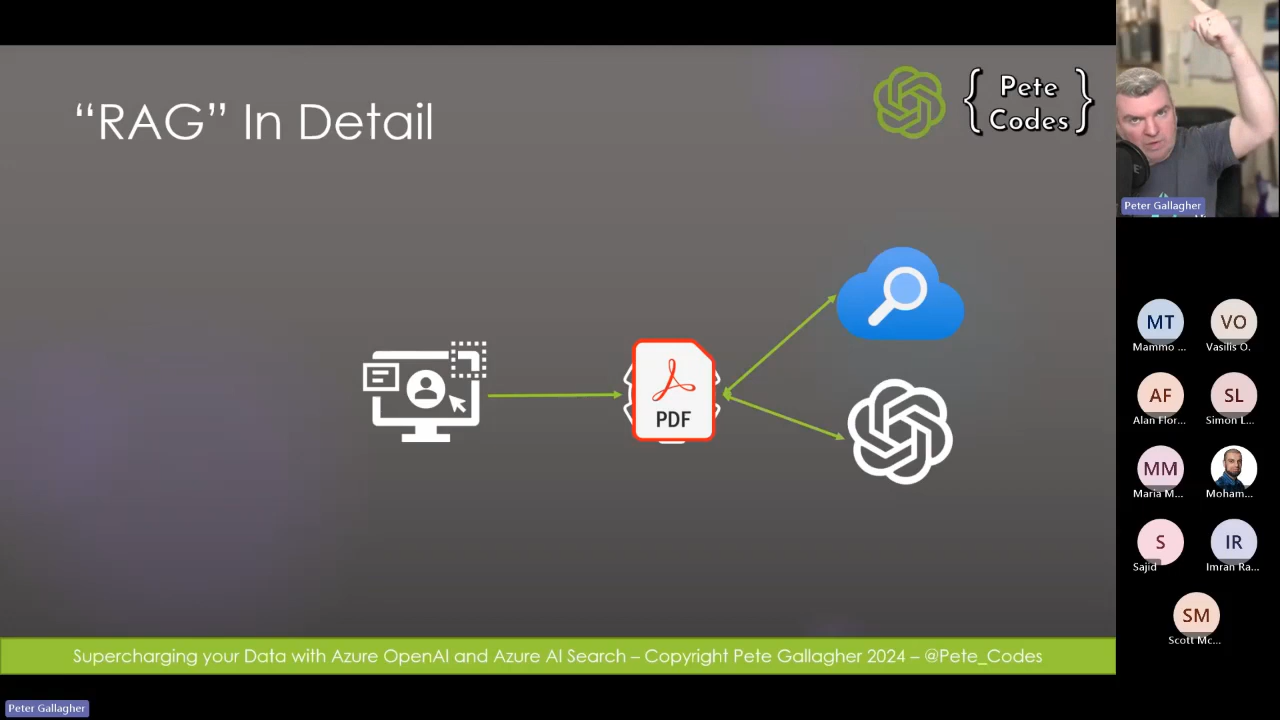 “RAG” In Detail
{ Pete
Codes }
PDF
Supercharging your Data with Azure OpenAI and Azure AI Search – Copyright Pete Gallagher 2024 – @Pete_Codes
Peter Gallagher
Peter Gallagher
MT
Mammo ...
VO
Vasilis O.
AF
Alan Flor...
SL
Simon L...
MM
Maria M...
Moham...
S
Sajid
IR
Imran Ra...
SM
Scott Mc...